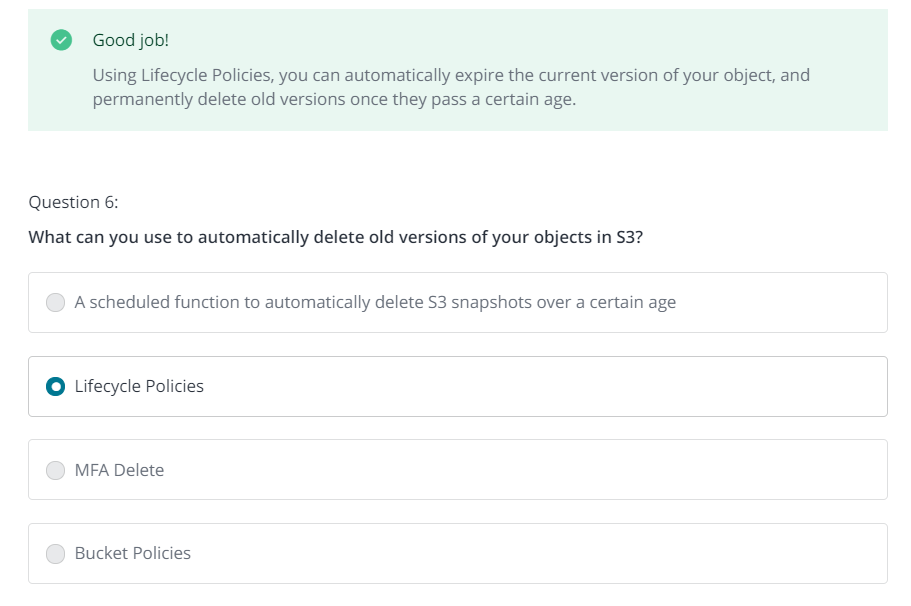 Good job!
Using Lifecycle Policies, you can automatically expire the current version of your object, and
permanently delete old versions once they pass a certain age.
Question 6:
What can you use to automatically delete old versions of your objects in S3?
A scheduled function to automatically delete S3 snapshots over a certain age
Lifecycle Policies
MFA Delete
Bucket Policies